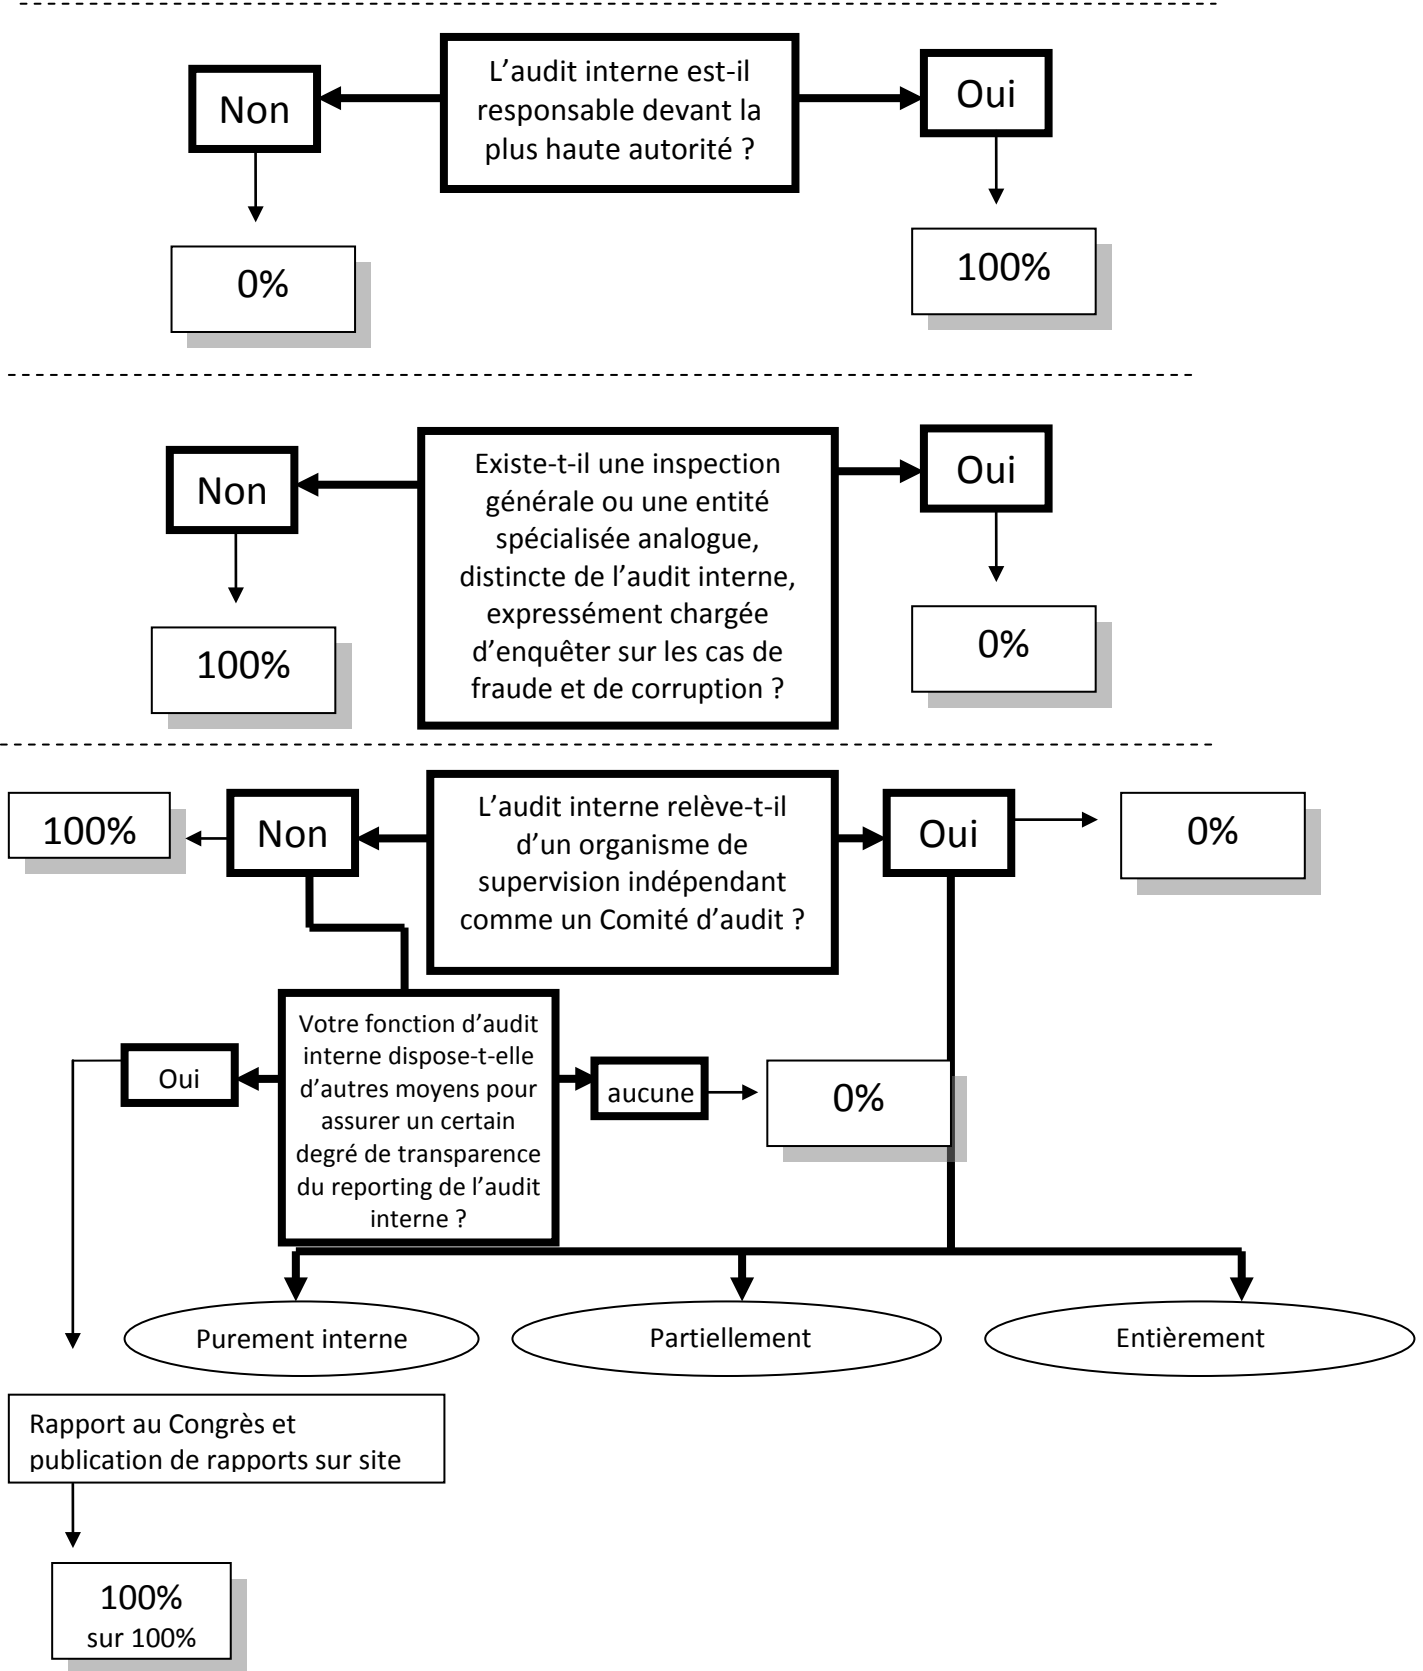 L’audit interne est-il
responsable devant la
plus haute autorité ?
Non
Oui
0%
100%
Existe-t-il une inspection
générale ou une entité
spécialisée analogue,
distincte de l’audit interne,
expressément chargée
d’enquêter sur les cas de
fraude et de corruption ?
Non
Oui
100%
0%
L’audit interne relève-t-il
d’un organisme de
supervision indépendant
comme un Comité d’audit ?
100%
Non
Oui
0%
Votre fonction d’audit
interne dispose-t-elle
d’autres moyens pour
assurer un certain
degré de transparence
du reporting de l’audit
interne ?
Oui
aucune
0%
Purement interne
Partiellement
Entièrement
Rapport au Congrès et
publication de rapports sur site
100%
sur 100%